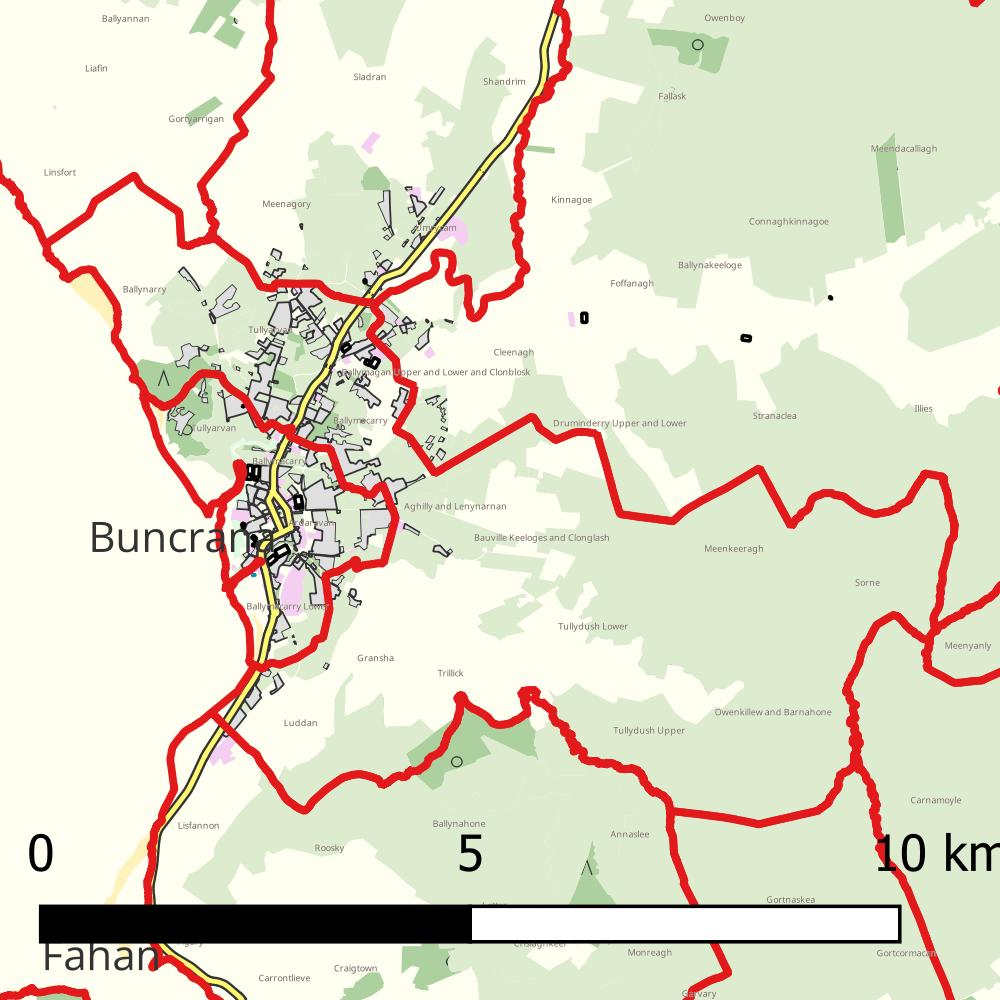 Ballyannan
Owenboy
Liafin
Sladran
Shandrim
Fallask
Gortyarrigan
Meendacalliagh
Linsfort
Meenagory
Kinnagoe
Connaghkinnagoe
Ballynakeeloge
Foffanagh
Ballynarry
Tullyarvan
Cleenagh
Ballymagan Upper and Lower and Clonblosk
Illies
Stranaclea
Ballymacarry
Druminderry Upper and Lower
Tullyarvan
Ballymacarry
Aghilly and Lenynarnan
Ardaravan
Buncrana
Bauville Keeloges and Clonglash
Meenkeeragh
Sorne
Ballymacarry Lower
Tullydush Lower
Meenyanly
Gransha
Trillick
Owenkillew and Barnahone
Luddan
Tullydush Upper
Carnamoyle
Lisfannon
Ballynahone
Annaslee
Roosky
0 5 10 km
Gortnaskea
Fahan
Monreagh
Gortcormacan
Craigtown
Carrontlieve
Garvary